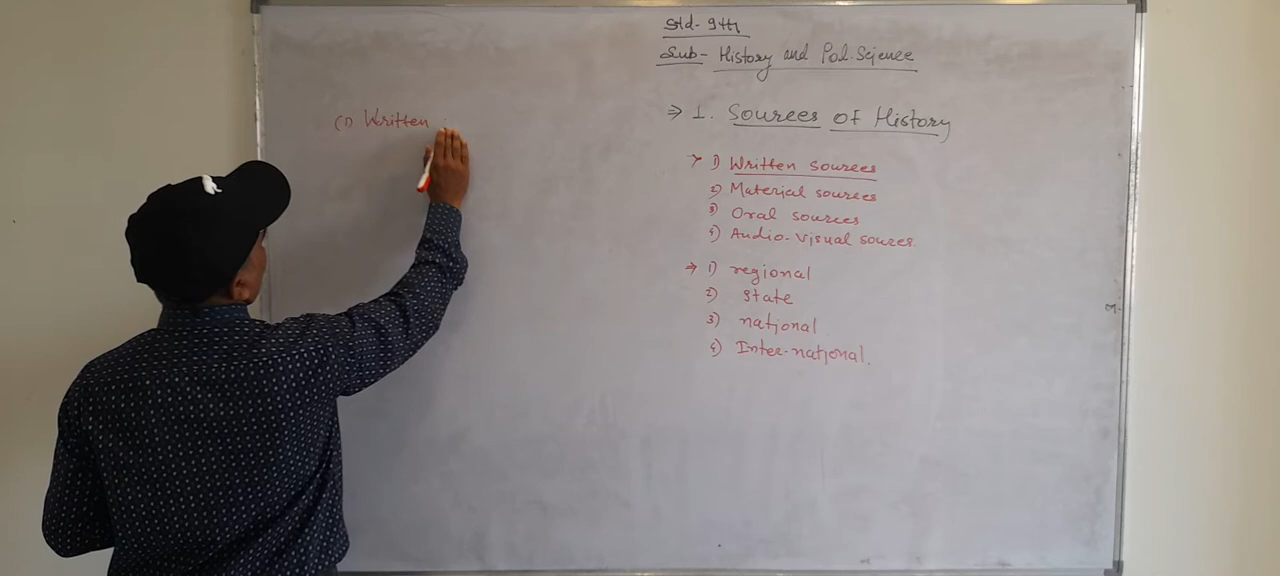 Std- 9th
Sub- History and Pol. Science
⇒ 1. Sources of History
(1) Written
→ 1) Written sources
2) Material sources
3) Oral sources
4) Audio-Visual soures.
⇒ 1) regional
2) state
3) national
4) Inter-national.